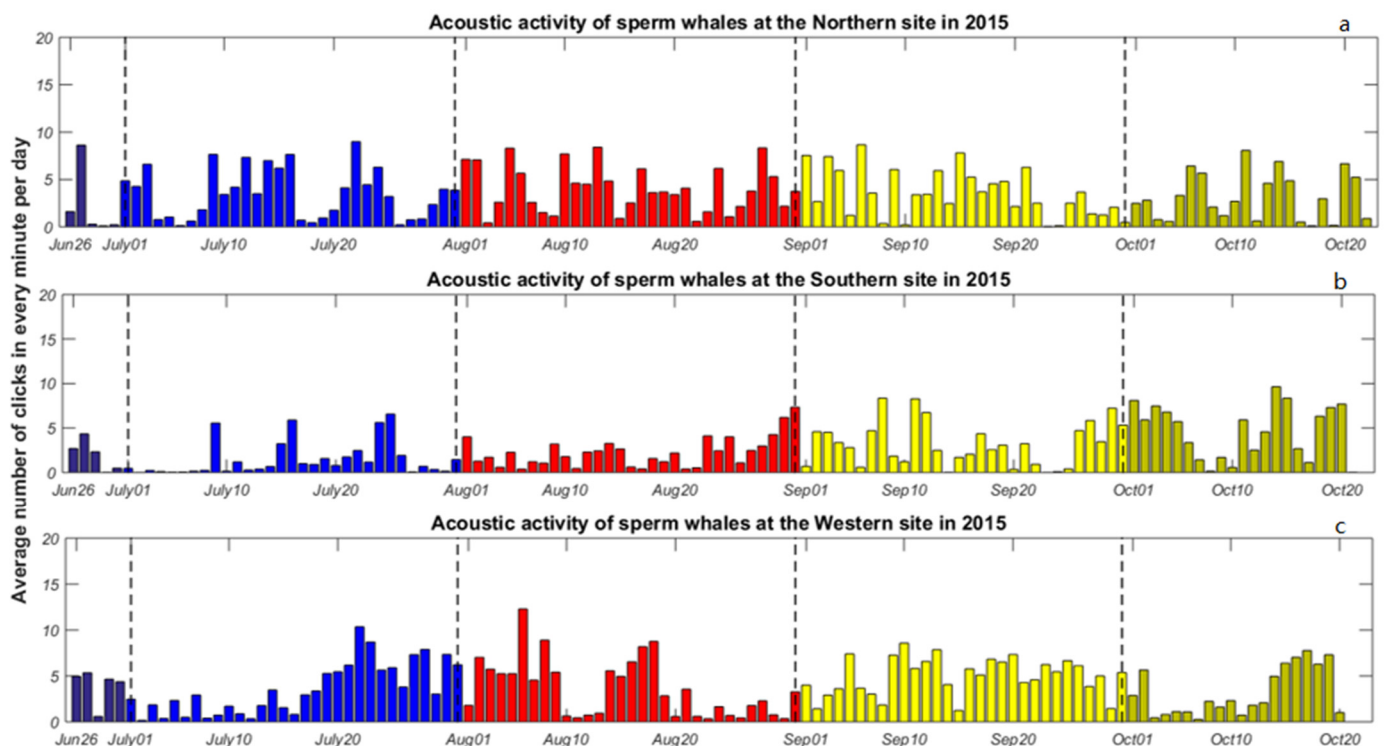 Acoustic activity of sperm whales at the Northern site in 2015
a
20
15
10
5
0
Jun26 July01 July10 July20 Aug01 Aug10 Aug20 Sep01 Sep10 Sep20 Oct01 Oct10 Oct20
Average number of clicks in every minute per day
Acoustic activity of sperm whales at the Southern site in 2015
b
20
15
10
5
0
Jun26 July01 July10 July20 Aug01 Aug10 Aug20 Sep01 Sep10 Sep20 Oct01 Oct10 Oct20
Acoustic activity of sperm whales at the Western site in 2015
c
20
15
10
5
0
Jun26 July01 July10 July20 Aug01 Aug10 Aug20 Sep01 Sep10 Sep20 Oct01 Oct10 Oct20